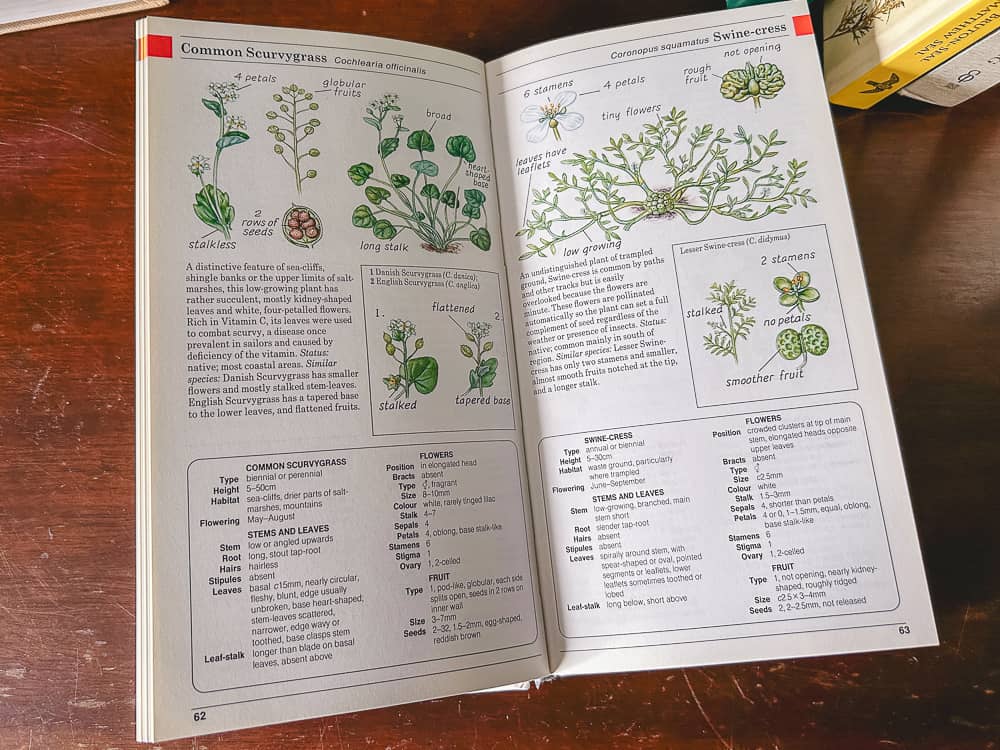 BRUTON-SEAL
MATTHEW SEAL
Common Scurvygrass Cochlearia officinalis
4 petals
globular
fruits
broad
heart-
shaped
base
2
rows of
seeds
stalkless
long stalk
A distinctive feature of sea-cliffs,
shingle banks or the upper limits of salt-
marshes, this low-growing plant has
rather succulent, mostly kidney-shaped
leaves and white, four-petalled flowers.
Rich in Vitamin C, its leaves were used
to combat scurvy, a disease once
prevalent in sailors and caused by
deficiency of the vitamin. Status:
native; most coastal areas. Similar
species: Danish Scurvygrass has smaller
flowers and mostly stalked stem-leaves.
English Scurvygrass has a tapered base
to the lower leaves, and flattened fruits.
1 Danish Scurvygrass (C. danica);
2 English Scurvygrass (C. anglica)
flattened
1.
2.
stalked
tapered base
COMMON SCURVYGRASS
Type biennial or perennial
Height 5–50cm
Habitat sea-cliffs, drier parts of salt-
marshes, mountains
Flowering May–August
STEMS AND LEAVES
Stem low or angled upwards
Root long, stout tap-root
Hairs hairless
Stipules absent
Leaves basal c15mm, nearly circular,
fleshy, blunt, edge usually
unbroken, base heart-shaped;
stem-leaves scattered,
narrower, edge wavy or
toothed, base clasps stem
Leaf-stalk longer than blade on basal
leaves, absent above
FLOWERS
Position in elongated head
Bracts absent
Type ⚥, fragrant
Size 8–10mm
Colour white, rarely tinged lilac
Stalk 4–7
Sepals 4
Petals 4, oblong, base stalk-like
Stamens 6
Stigma 1
Ovary 1, 2-celled
FRUIT
Type 1, pod-like, globular, each side
splits open, seeds in 2 rows on
inner wall
Size 3–7mm
Seeds 2–32, 1.5–2mm, egg-shaped,
reddish brown
62
Coronopus squamatus Swine-cress
6 stamens
4 petals
rough
fruit
not opening
tiny flowers
leaves have
leaflets
low growing
An undistinguished plant of trampled
ground, Swine-cress is common by paths
and other tracks but is easily
overlooked because the flowers are
minute. These flowers are pollinated
automatically so the plant can set a full
complement of seed regardless of the
weather or presence of insects. Status:
native; common mainly in south of
region. Similar species: Lesser Swine-
cress has only two stamens and smaller,
almost smooth fruits notched at the tip,
and a longer stalk.
Lesser Swine-cress (C. didymus)
2 stamens
stalked
no petals
smoother fruit
SWINE-CRESS
Type annual or biennial
Height 5–30cm
Habitat waste ground, particularly
where trampled
Flowering June–September
STEMS AND LEAVES
Stem low-growing, branched, main
stem short
Root slender tap-root
Hairs absent
Stipules absent
Leaves spirally around stem, with
spear-shaped or oval, pointed
segments or leaflets, lower
leaflets sometimes toothed or
lobed
Leaf-stalk long below, short above
FLOWERS
Position crowded clusters at tip of main
stem, elongated heads opposite
upper leaves
Bracts absent
Type ⚥
Size c2.5mm
Colour white
Stalk 1.5–3mm
Sepals 4, shorter than petals
Petals 4 or 0, 1–1.5mm, equal, oblong,
base stalk-like
Stamens 6
Stigma 1
Ovary 1, 2-celled
FRUIT
Type 1, not opening, nearly kidney-
shaped, roughly ridged
Size c2.5 × 3–4mm
Seeds 2, 2–2.5mm, not released
63